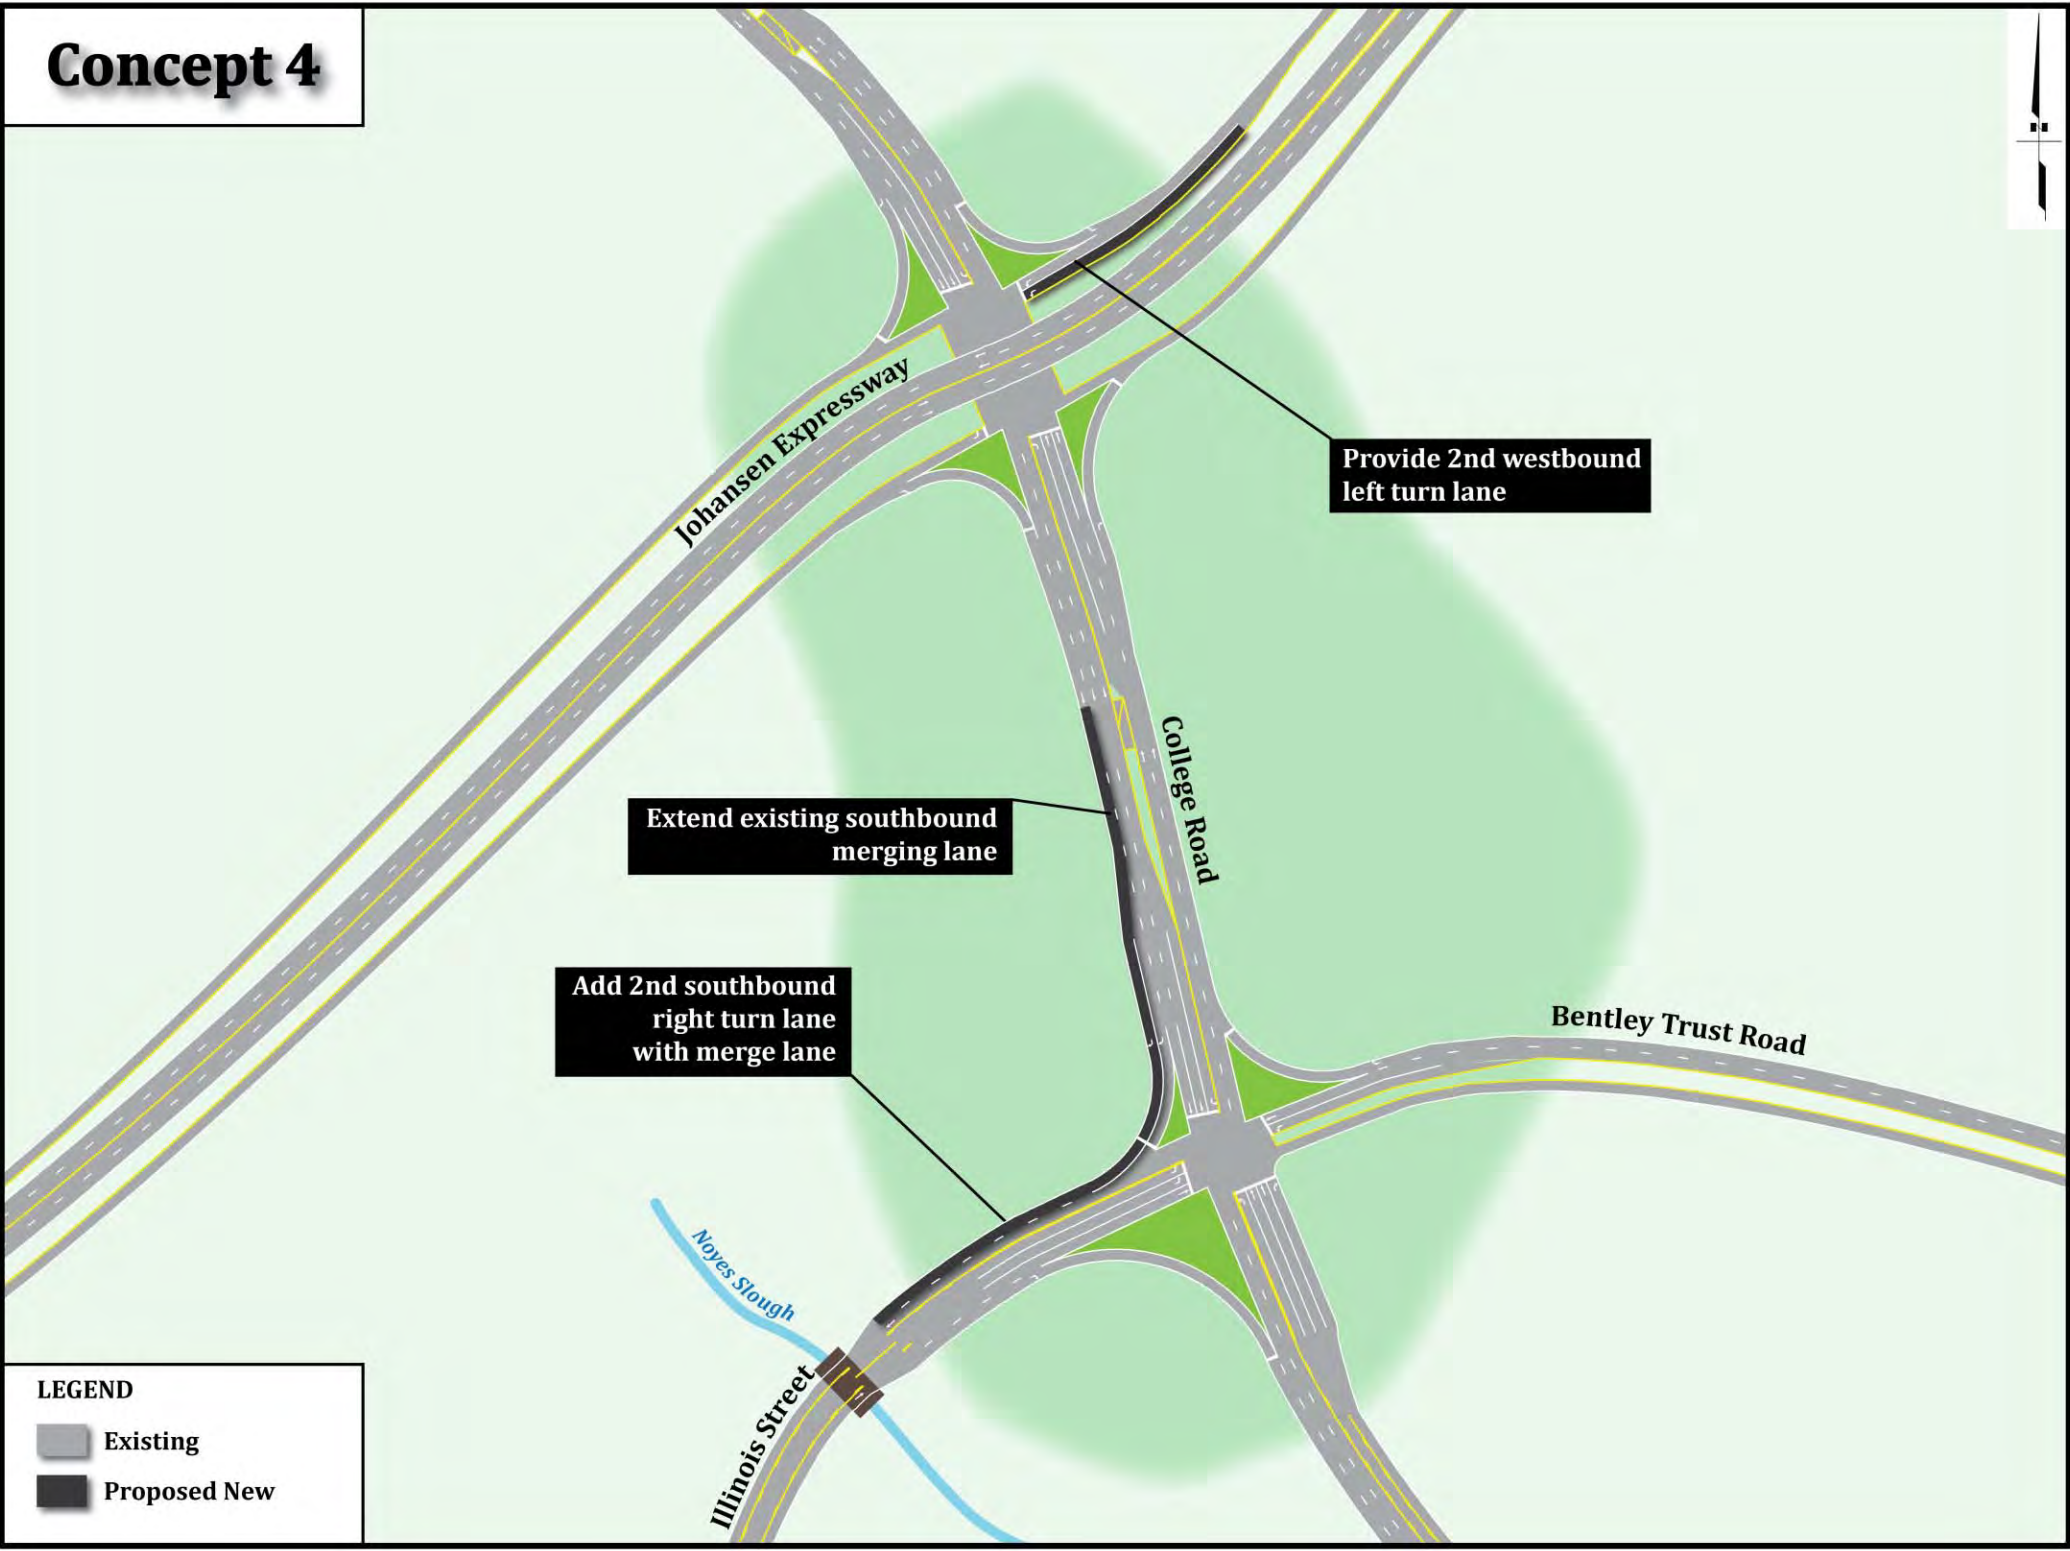 Concept 4
N
Johansen Expressway
Provide 2nd westbound
left turn lane
College Road
Extend existing southbound
merging lane
Add 2nd southbound
right turn lane
with merge lane
Bentley Trust Road
Noyes Slough
Illinois Street
LEGEND
Existing
Proposed New